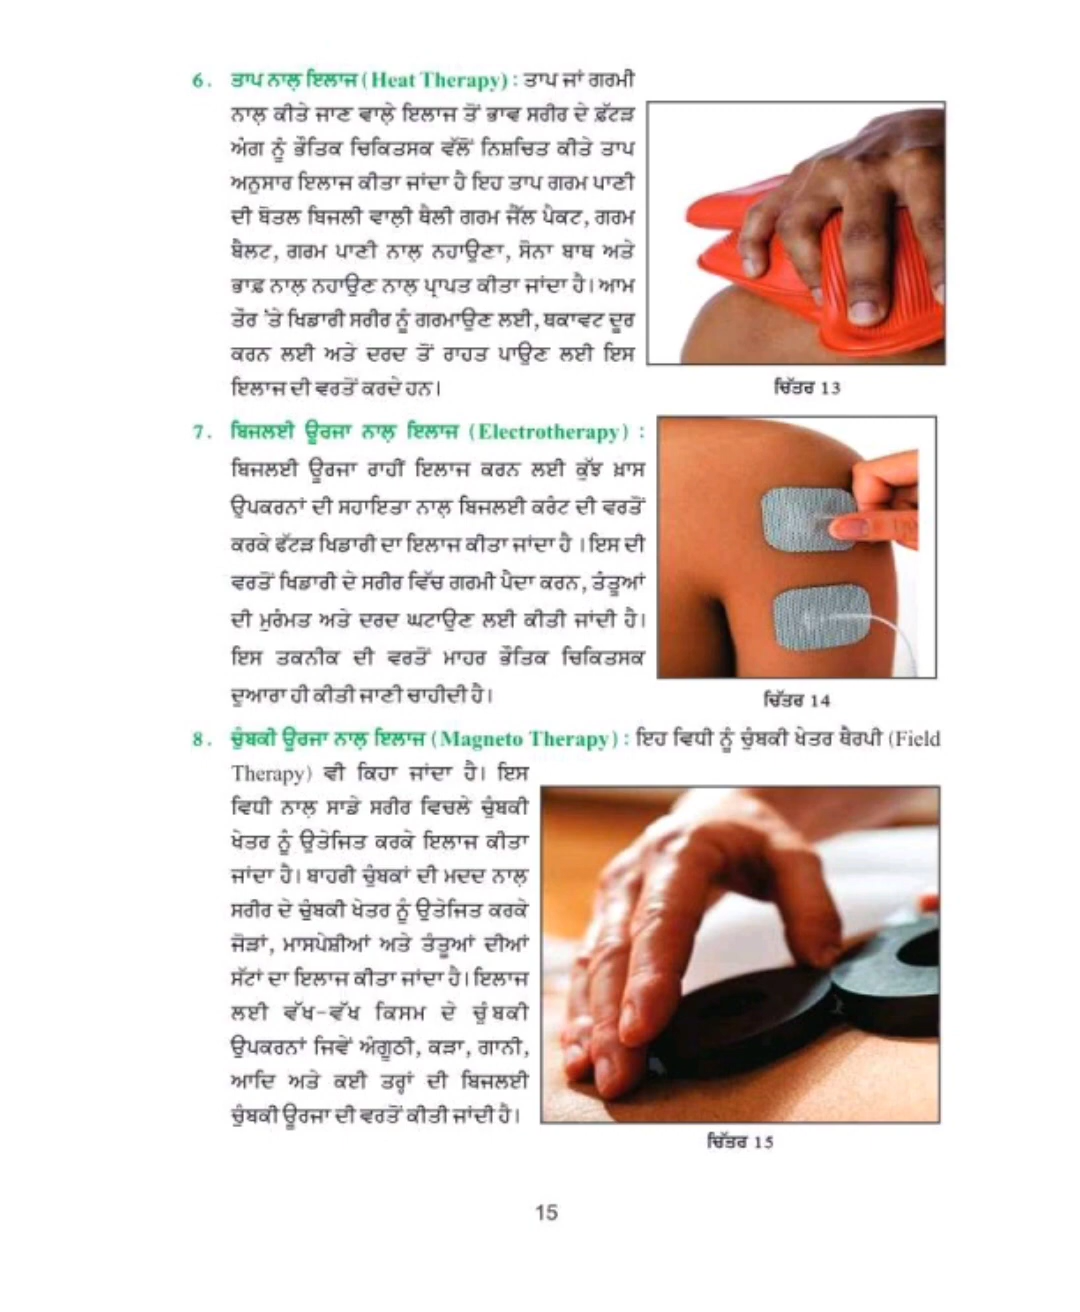 6. ਤਾਪ ਨਾਲ਼ ਇਲਾਜ (Heat Therapy) : ਤਾਪ ਜਾਂ ਗਰਮੀ
ਨਾਲ਼ ਕੀਤੇ ਜਾਣ ਵਾਲ਼ੇ ਇਲਾਜ ਤੋਂ ਭਾਵ ਸਰੀਰ ਦੇ ਫ਼ੱਟੜ
ਅੰਗ ਨੂੰ ਭੌਤਿਕ ਚਿਕਿਤਸਕ ਵੱਲੋਂ ਨਿਸ਼ਚਿਤ ਕੀਤੇ ਤਾਪ
ਅਨੁਸਾਰ ਇਲਾਜ ਕੀਤਾ ਜਾਂਦਾ ਹੈ ਇਹ ਤਾਪ ਗਰਮ ਪਾਣੀ
ਦੀ ਬੋਤਲ ਬਿਜਲੀ ਵਾਲ਼ੀ ਥੈਲੀ ਗਰਮ ਜੈੱਲ ਪੈਕਟ, ਗਰਮ
ਬੈਲਟ, ਗਰਮ ਪਾਣੀ ਨਾਲ਼ ਨਹਾਉਣਾ, ਸੋਨਾ ਬਾਥ ਅਤੇ
ਭਾਫ਼ ਨਾਲ਼ ਨਹਾਉਣ ਨਾਲ਼ ਪ੍ਰਾਪਤ ਕੀਤਾ ਜਾਂਦਾ ਹੈ। ਆਮ
ਤੌਰ 'ਤੇ ਖਿਡਾਰੀ ਸਰੀਰ ਨੂੰ ਗਰਮਾਉਣ ਲਈ, ਥਕਾਵਟ ਦੂਰ
ਕਰਨ ਲਈ ਅਤੇ ਦਰਦ ਤੋਂ ਰਾਹਤ ਪਾਉਣ ਲਈ ਇਸ
ਇਲਾਜ ਦੀ ਵਰਤੋਂ ਕਰਦੇ ਹਨ।
ਚਿੱਤਰ 13
7. ਬਿਜਲਈ ਊਰਜਾ ਨਾਲ਼ ਇਲਾਜ (Electrotherapy) :
ਬਿਜਲਈ ਊਰਜਾ ਰਾਹੀਂ ਇਲਾਜ ਕਰਨ ਲਈ ਕੁੱਝ ਖ਼ਾਸ
ਉਪਕਰਨਾਂ ਦੀ ਸਹਾਇਤਾ ਨਾਲ਼ ਬਿਜਲਈ ਕਰੰਟ ਦੀ ਵਰਤੋਂ
ਕਰਕੇ ਫੱਟੜ ਖਿਡਾਰੀ ਦਾ ਇਲਾਜ ਕੀਤਾ ਜਾਂਦਾ ਹੈ । ਇਸ ਦੀ
ਵਰਤੋਂ ਖਿਡਾਰੀ ਦੇ ਸਰੀਰ ਵਿੱਚ ਗਰਮੀ ਪੈਦਾ ਕਰਨ, ਤੰਤੂਆਂ
ਦੀ ਮੁਰੰਮਤ ਅਤੇ ਦਰਦ ਘਟਾਉਣ ਲਈ ਕੀਤੀ ਜਾਂਦੀ ਹੈ।
ਇਸ ਤਕਨੀਕ ਦੀ ਵਰਤੋਂ ਮਾਹਰ ਭੌਤਿਕ ਚਿਕਿਤਸਕ
ਦੁਆਰਾ ਹੀ ਕੀਤੀ ਜਾਣੀ ਚਾਹੀਦੀ ਹੈ।
ਚਿੱਤਰ 14
8. ਚੁੰਬਕੀ ਊਰਜਾ ਨਾਲ਼ ਇਲਾਜ (Magneto Therapy) : ਇਹ ਵਿਧੀ ਨੂੰ ਚੁੰਬਕੀ ਖੇਤਰ ਥੈਰਪੀ (Field
Therapy) ਵੀ ਕਿਹਾ ਜਾਂਦਾ ਹੈ। ਇਸ
ਵਿਧੀ ਨਾਲ਼ ਸਾਡੇ ਸਰੀਰ ਵਿਚਲੇ ਚੁੰਬਕੀ
ਖੇਤਰ ਨੂੰ ਉਤੇਜਿਤ ਕਰਕੇ ਇਲਾਜ ਕੀਤਾ
ਜਾਂਦਾ ਹੈ। ਬਾਹਰੀ ਚੁੰਬਕਾਂ ਦੀ ਮਦਦ ਨਾਲ਼
ਸਰੀਰ ਦੇ ਚੁੰਬਕੀ ਖੇਤਰ ਨੂੰ ਉਤੇਜਿਤ ਕਰਕੇ
ਜੋੜਾਂ, ਮਾਸਪੇਸ਼ੀਆਂ ਅਤੇ ਤੰਤੂਆਂ ਦੀਆਂ
ਸੱਟਾਂ ਦਾ ਇਲਾਜ ਕੀਤਾ ਜਾਂਦਾ ਹੈ। ਇਲਾਜ
ਲਈ ਵੱਖ-ਵੱਖ ਕਿਸਮ ਦੇ ਚੁੰਬਕੀ
ਉਪਕਰਨਾਂ ਜਿਵੇਂ ਅੰਗੂਠੀ, ਕੜਾ, ਗਾਨੀ,
ਆਦਿ ਅਤੇ ਕਈ ਤਰ੍ਹਾਂ ਦੀ ਬਿਜਲਈ
ਚੁੰਬਕੀ ਊਰਜਾ ਦੀ ਵਰਤੋਂ ਕੀਤੀ ਜਾਂਦੀ ਹੈ।
ਚਿੱਤਰ 15
15